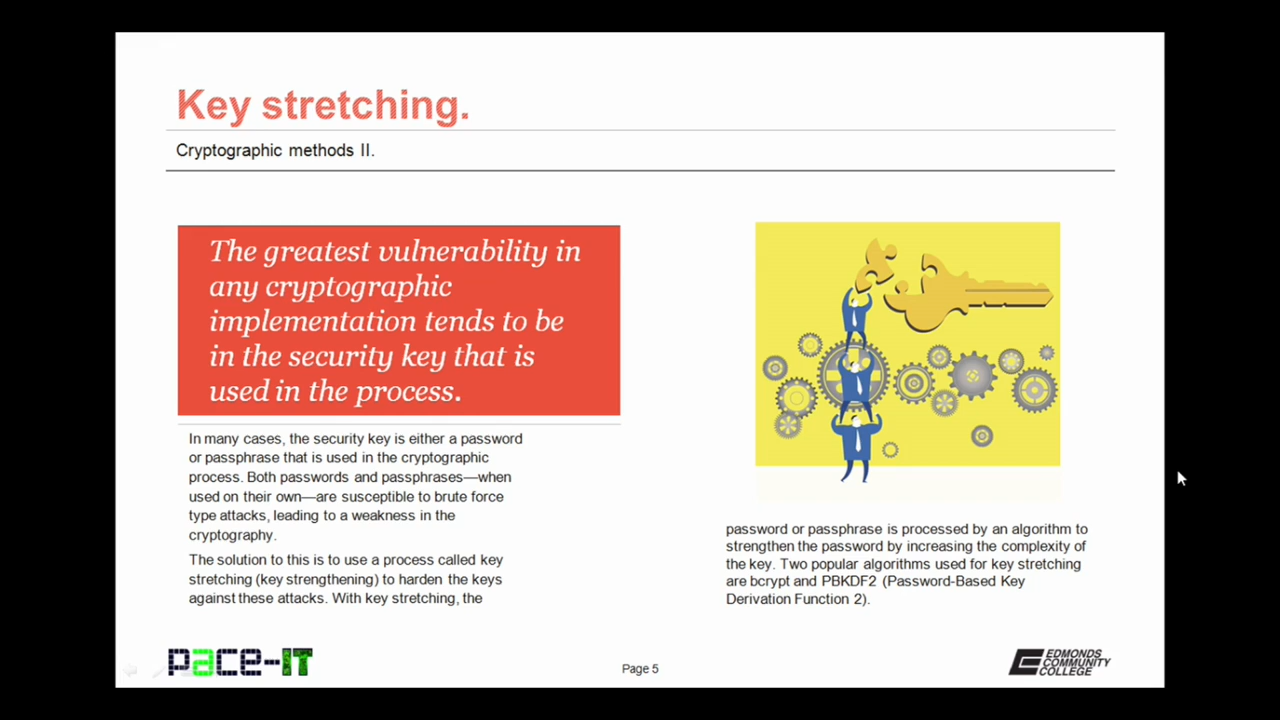 Key stretching.
Cryptographic methods II.
The greatest vulnerability in
any cryptographic
implementation tends to be
in the security key that is
used in the process.
In many cases, the security key is either a password
or passphrase that is used in the cryptographic
process. Both passwords and passphrases—when
used on their own—are susceptible to brute force
type attacks, leading to a weakness in the
cryptography.
The solution to this is to use a process called key
stretching (key strengthening) to harden the keys
against these attacks. With key stretching, the
password or passphrase is processed by an algorithm to
strengthen the password by increasing the complexity of
the key. Two popular algorithms used for key stretching
are bcrypt and PBKDF2 (Password-Based Key
Derivation Function 2).
pace-IT
Page 5
EDMONDS
COMMUNITY
COLLEGE